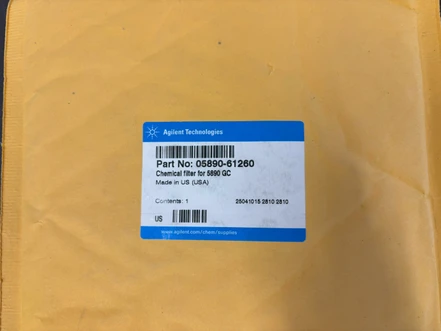 Agilent Technologies
Part No: 05890-61260
Chemical filter for 5890 GC
Made in US (USA)
Contents: 1 25041015 2810 2810
US
www.agilent.com/chem/supplies